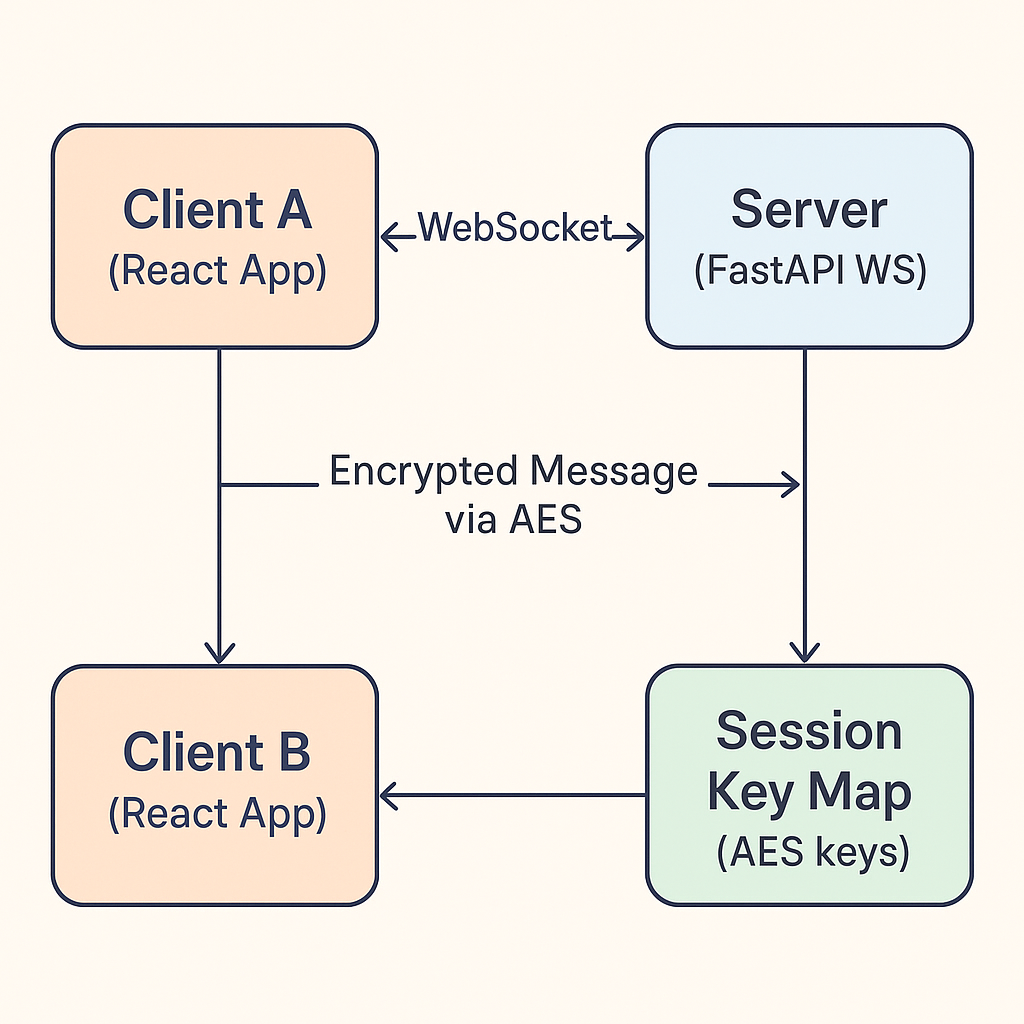 Client A
(React App)
WebSocket
Server
(FastAPI WS)
Encrypted Message
via AES
Client B
(React App)
Session
Key Map
(AES keys)